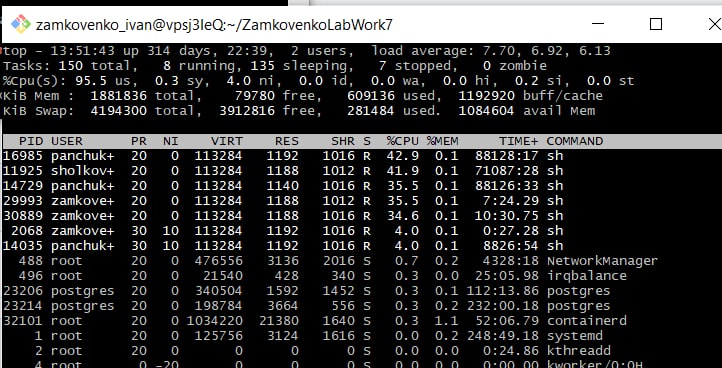 zamkovenko_ivan@vpsj3IeQ:~/ZamkovenkoLabWork7
top - 13:51:43 up 314 days, 22:39,  2 users,  load average: 7.70, 6.92, 6.13
Tasks: 150 total,   8 running, 135 sleeping,   7 stopped,   0 zombie
%Cpu(s): 95.5 us,  0.3 sy,  4.0 ni,  0.0 id,  0.0 wa,  0.0 hi,  0.2 si,  0.0 st
KiB Mem :  1881836 total,    79780 free,   609136 used,  1192920 buff/cache
KiB Swap:  4194300 total,  3912816 free,   281484 used.  1084604 avail Mem
PID USER      PR  NI    VIRT    RES    SHR S  %CPU %MEM     TIME+ COMMAND
16985 panchuk+  20   0  113284   1192   1016 R  42.9  0.1  88128:17 sh
11925 sholkov+  20   0  113284   1188   1012 R  41.9  0.1  71087:28 sh
14729 panchuk+  20   0  113284   1140   1016 R  35.5  0.1  88126:33 sh
29993 zamkove+  20   0  113284   1188   1016 R  35.5  0.1   7:24.29 sh
30889 zamkove+  20   0  113284   1188   1016 R  34.6  0.1  10:30.75 sh
2068 zamkove+  30  10  113284   1192   1016 R   4.0  0.1   0:27.28 sh
14035 panchuk+  30  10  113284   1192   1016 R   4.0  0.1   8826:54 sh
488 root      20   0  476556   3136   2016 S   0.7  0.2   4328:18 NetworkManager
496 root      20   0   21540    428    340 S   0.3  0.0  25:05.98 irqbalance
23206 postgres  20   0  340504   1592   1452 S   0.3  0.1 112:13.86 postgres
23214 postgres  20   0  198784   3664    556 S   0.3  0.2 232:00.18 postgres
32101 root      20   0 1034220  21380   1640 S   0.3  1.1  52:06.79 containerd
1 root      20   0  125756   3124   1616 S   0.0  0.2 248:49.18 systemd
2 root      20   0       0      0      0 S   0.0  0.0   0:24.86 kthreadd
4 root       0 -20       0      0      0 S   0.0  0.0   0:00.00 kworker/0:0H